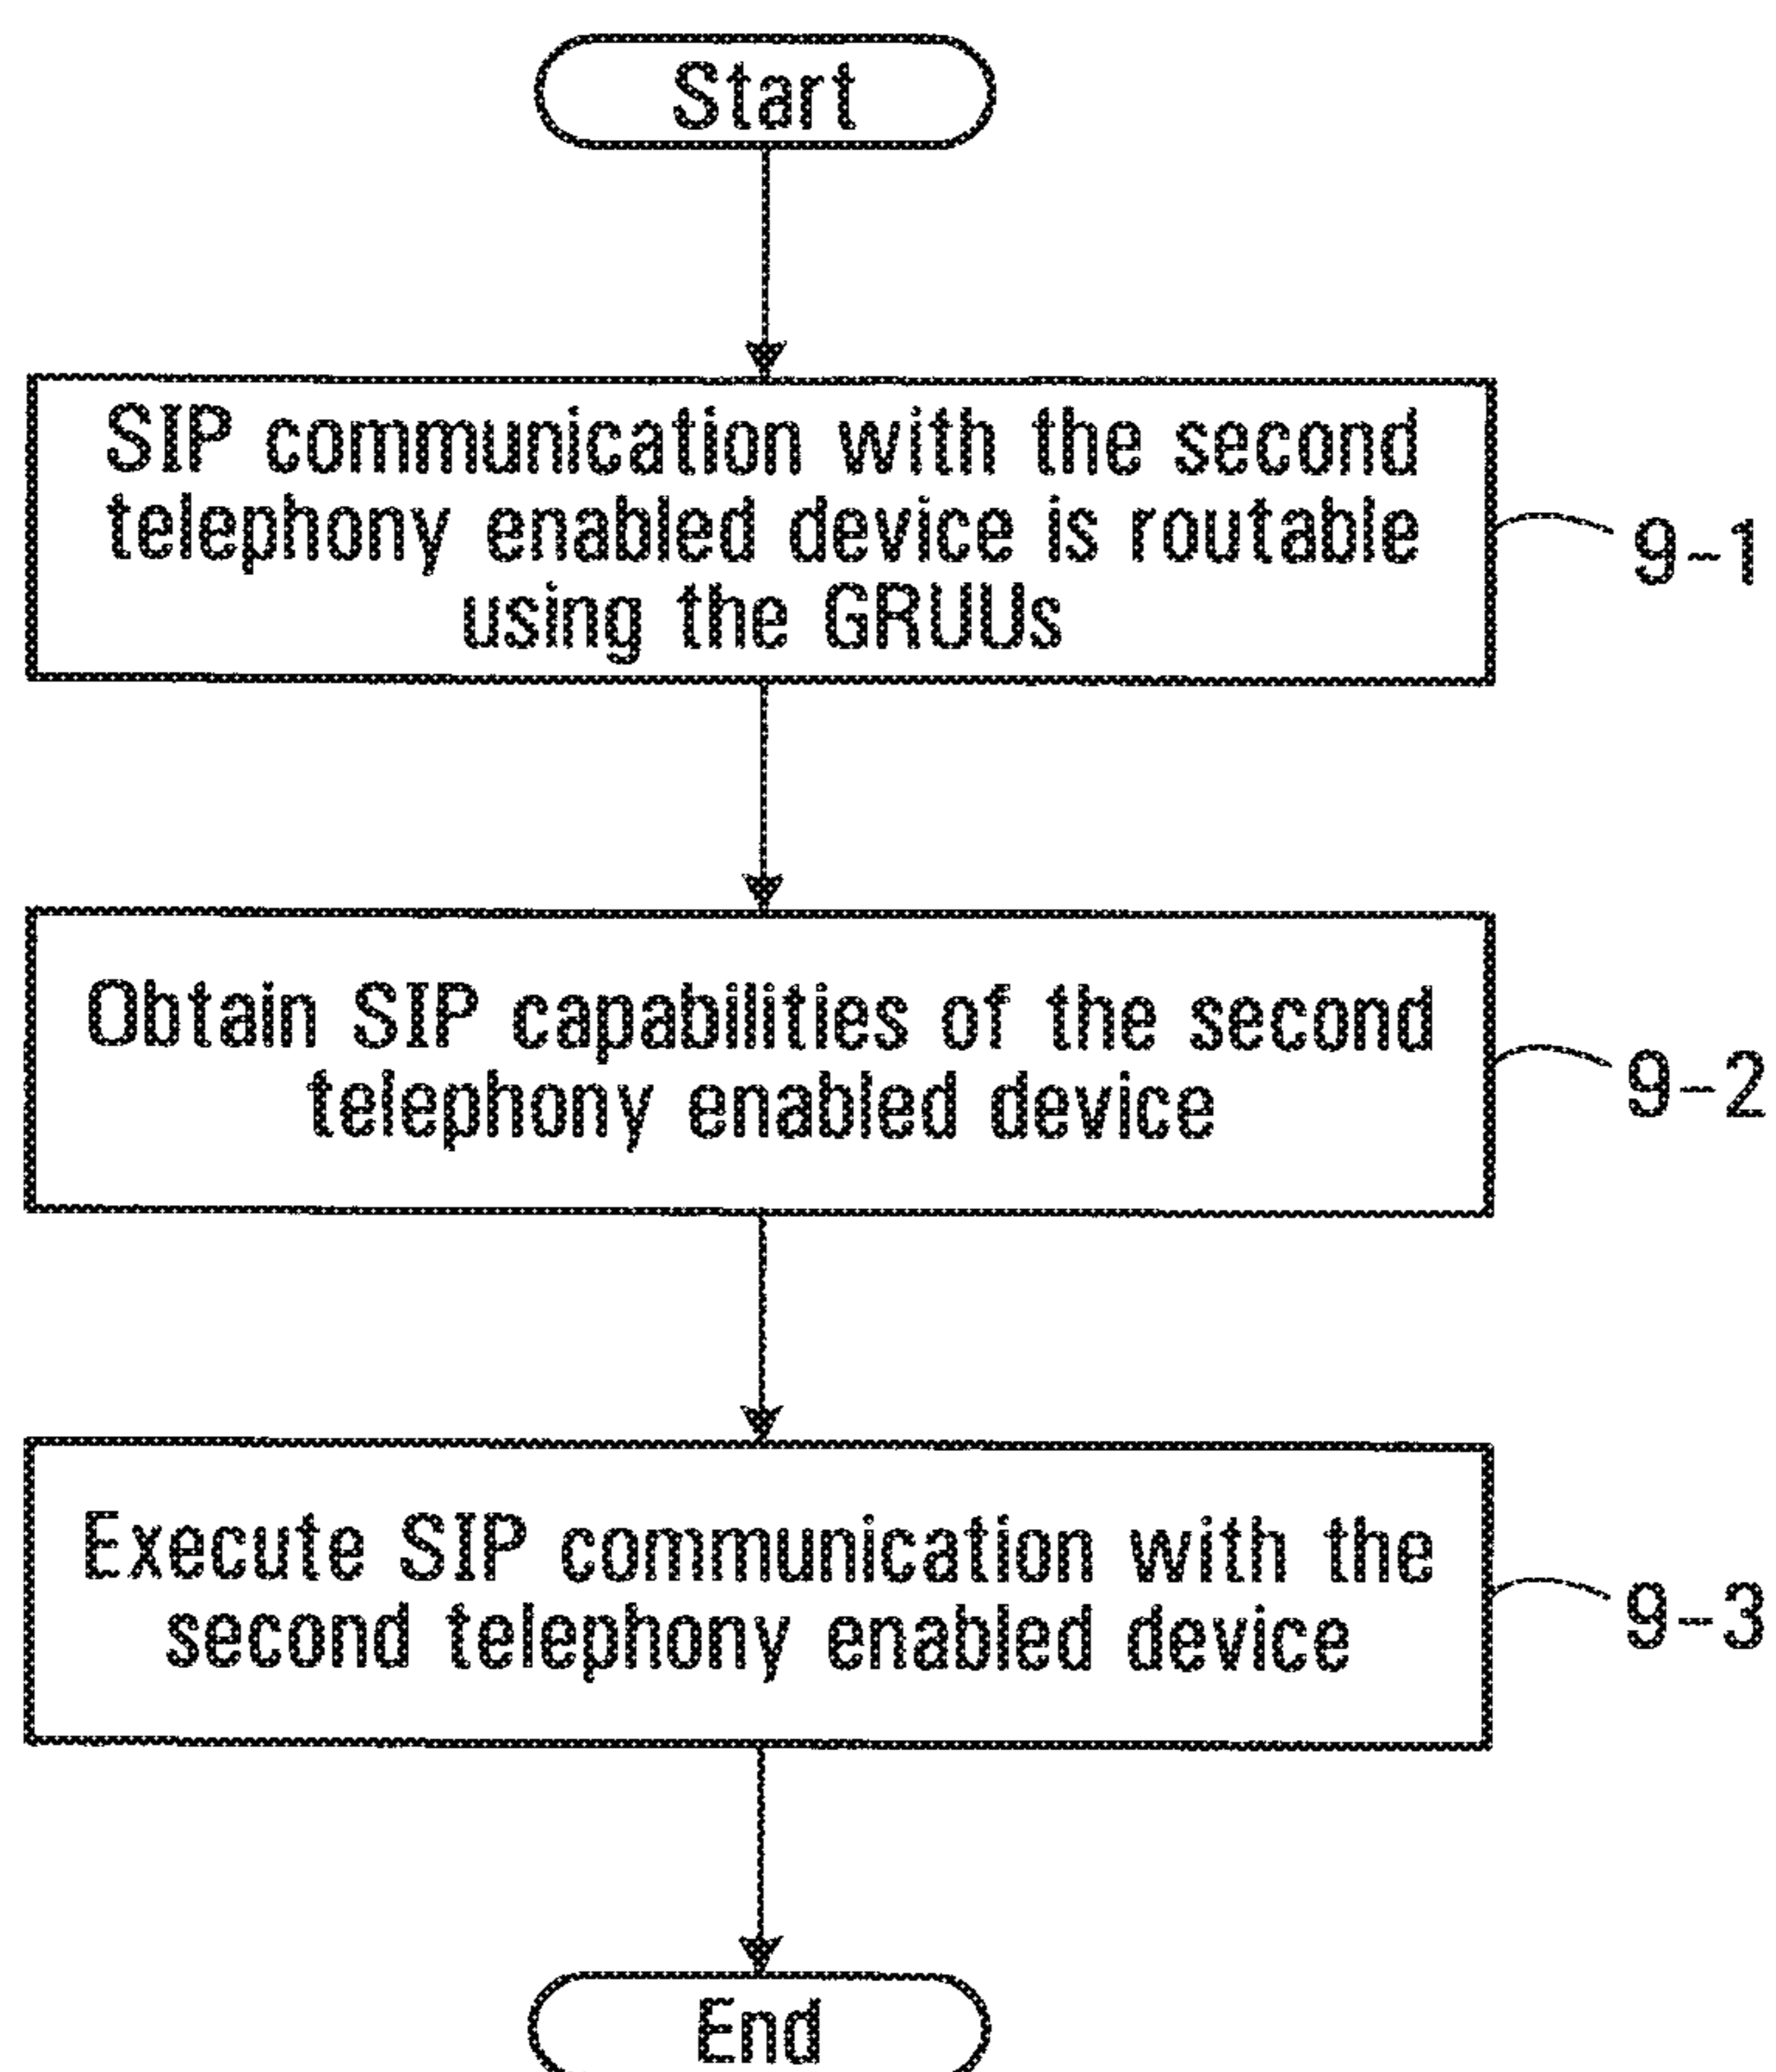 Start
SIP communication with the second
telephony enabled device is routable
using the GRUUs
9-1
Obtain SIP capabilities of the second
telephony enabled device
9-2
Execute SIP communication with the
second telephony enabled device
9-3
End